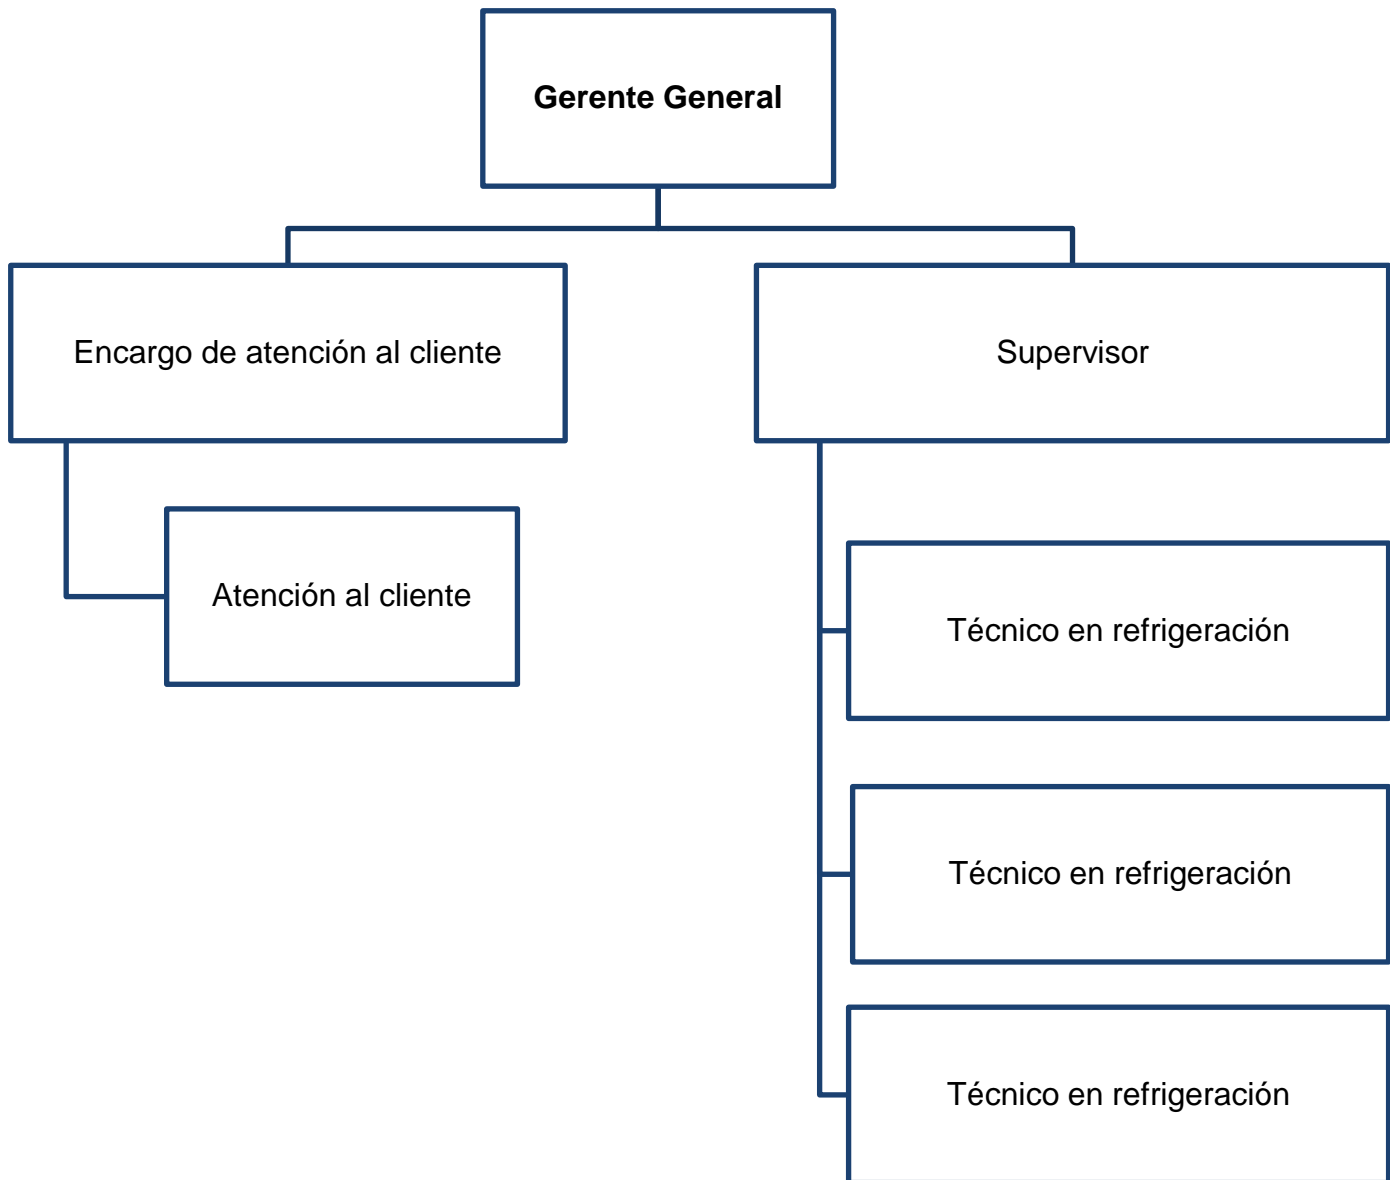 Gerente General
Encargo de atención al cliente
Supervisor
Atención al cliente
Técnico en refrigeración
Técnico en refrigeración
Técnico en refrigeración